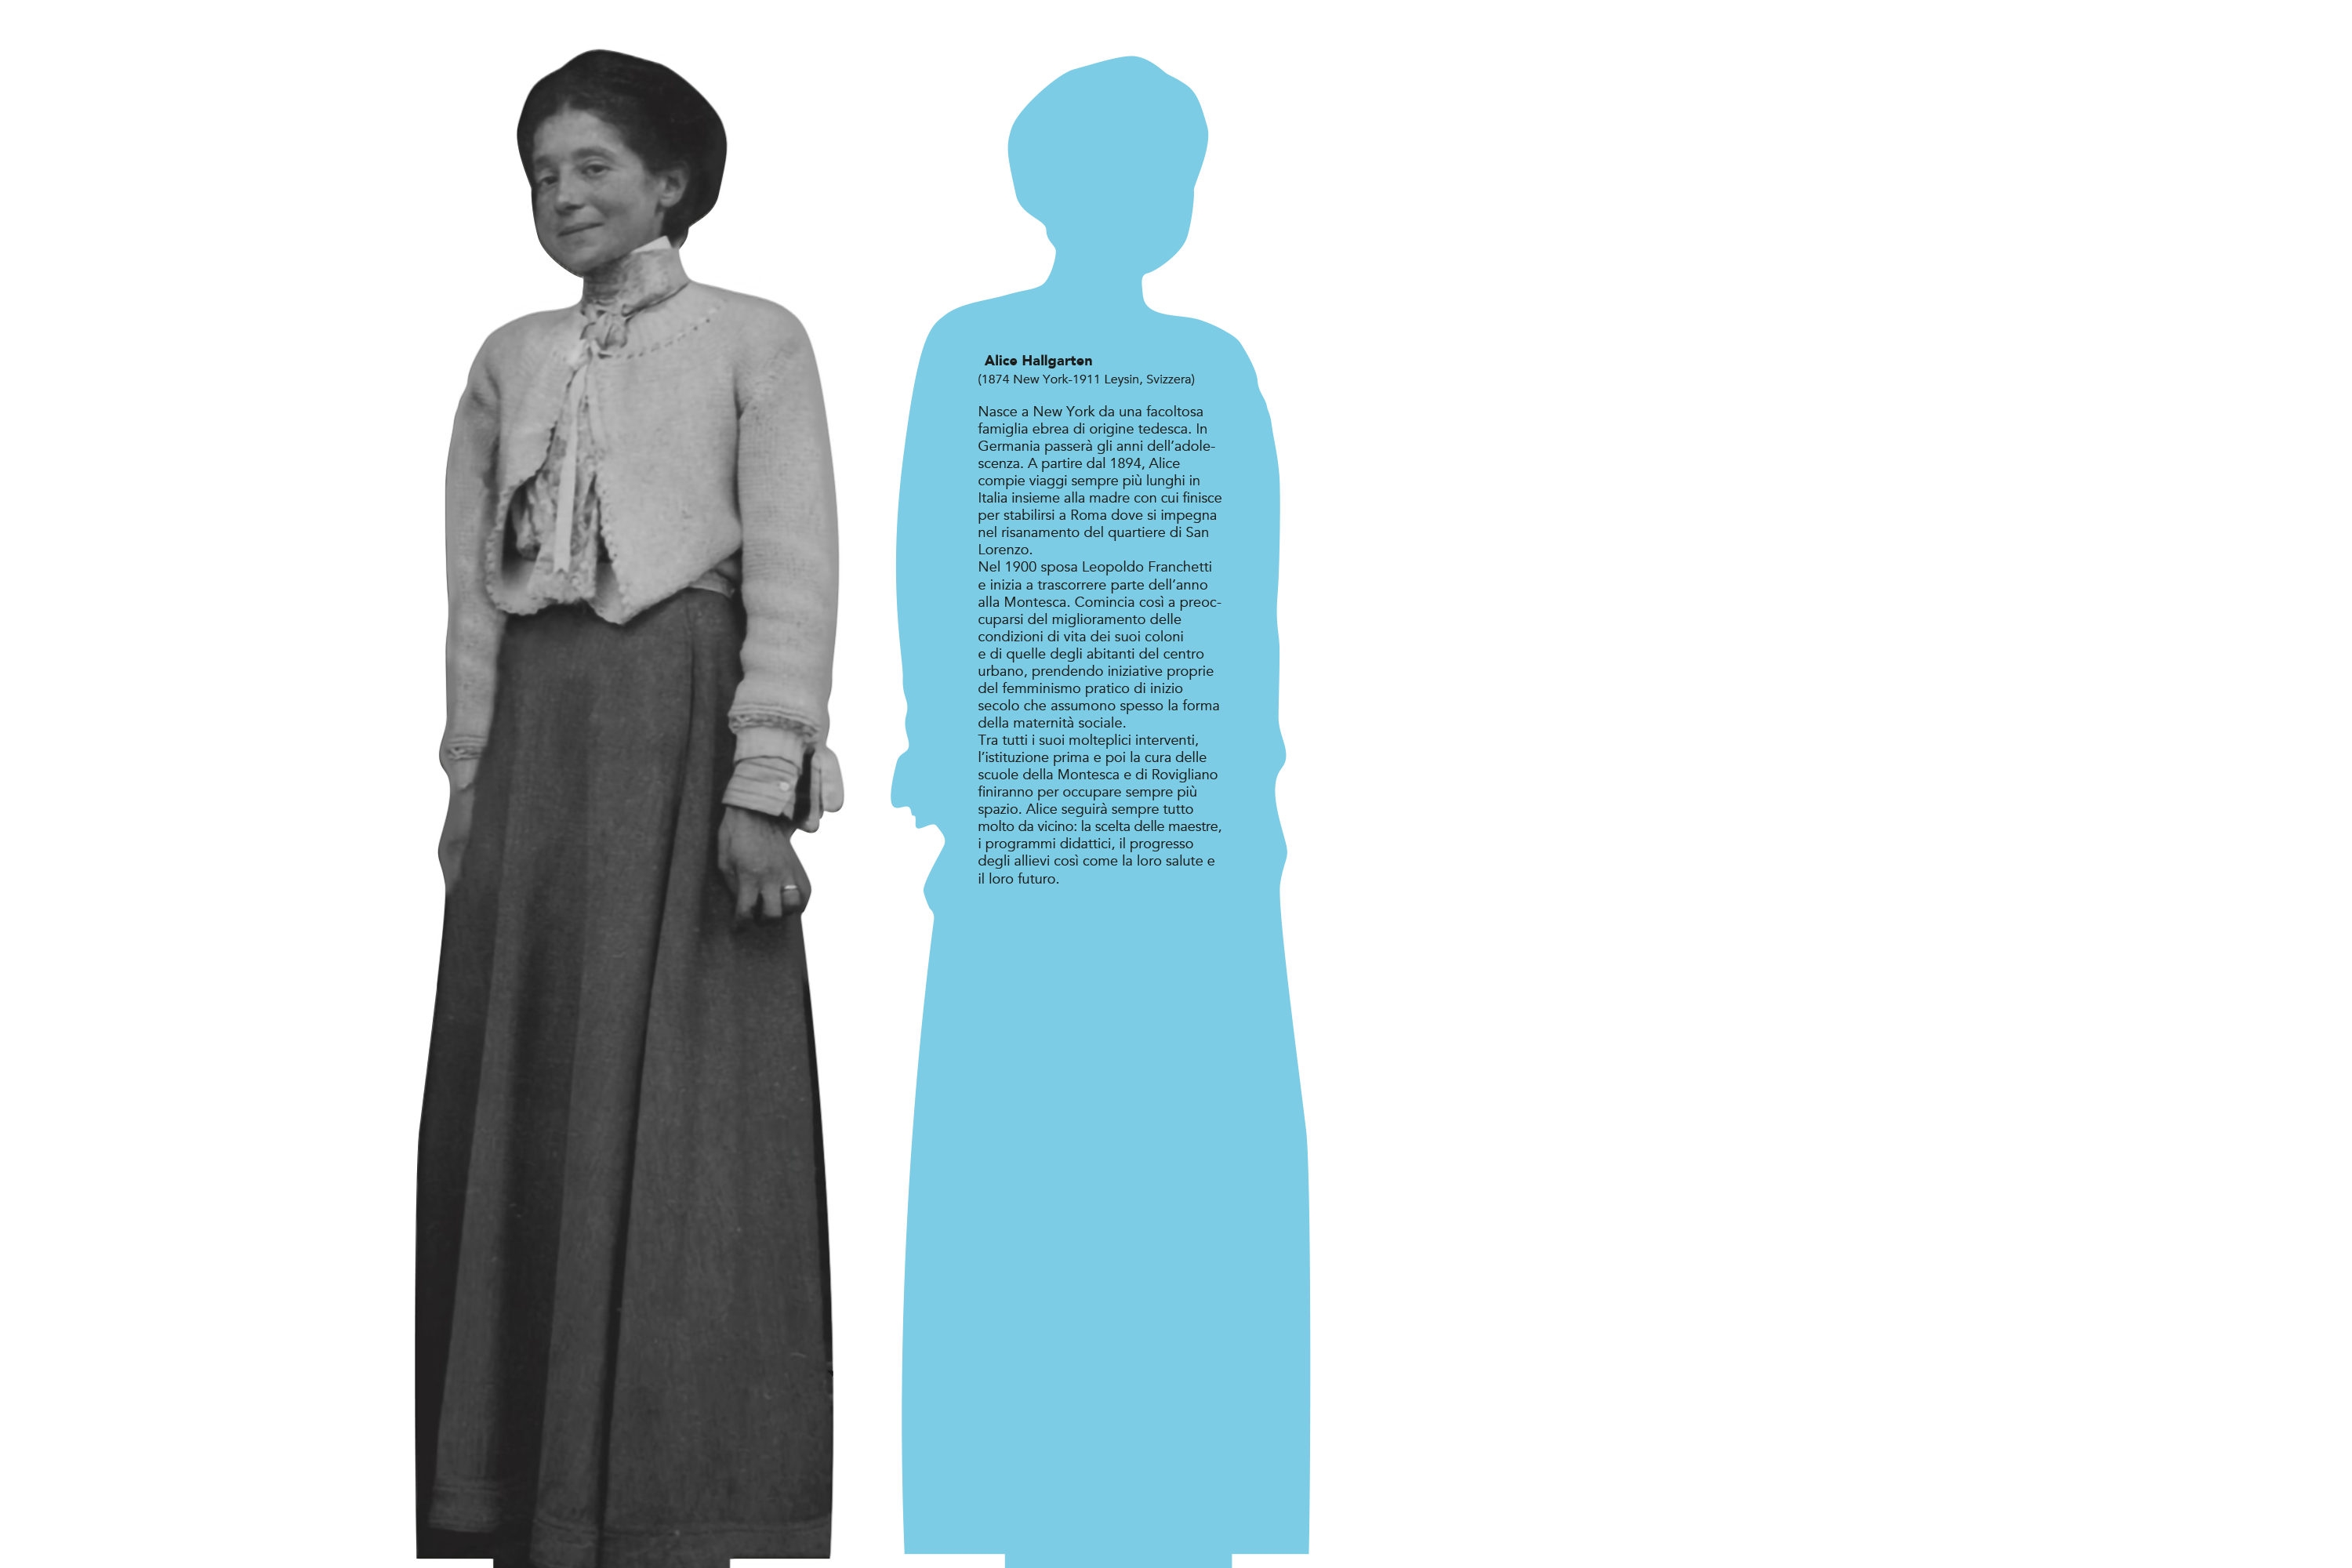 Alice Hallgarten
(1874 New York-1911 Leysin, Svizzera)
Nasce a New York da una facoltosa
famiglia ebrea di origine tedesca. In
Germania passerà gli anni dell’adole-
scenza. A partire dal 1894, Alice
compie viaggi sempre più lunghi in
Italia insieme alla madre con cui finisce
per stabilirsi a Roma dove si impegna
nel risanamento del quartiere di San
Lorenzo.
Nel 1900 sposa Leopoldo Franchetti
e inizia a trascorrere parte dell’anno
alla Montesca. Comincia così a preoc-
cuparsi del miglioramento delle
condizioni di vita dei suoi coloni
e di quelle degli abitanti del centro
urbano, prendendo iniziative proprie
del femminismo pratico di inizio
secolo che assumono spesso la forma
della maternità sociale.
Tra tutti i suoi molteplici interventi,
l’istituzione prima e poi la cura delle
scuole della Montesca e di Rovigliano
finiranno per occupare sempre più
spazio. Alice seguirà sempre tutto
molto da vicino: la scelta delle maestre,
i programmi didattici, il progresso
degli allievi così come la loro salute e
il loro futuro.